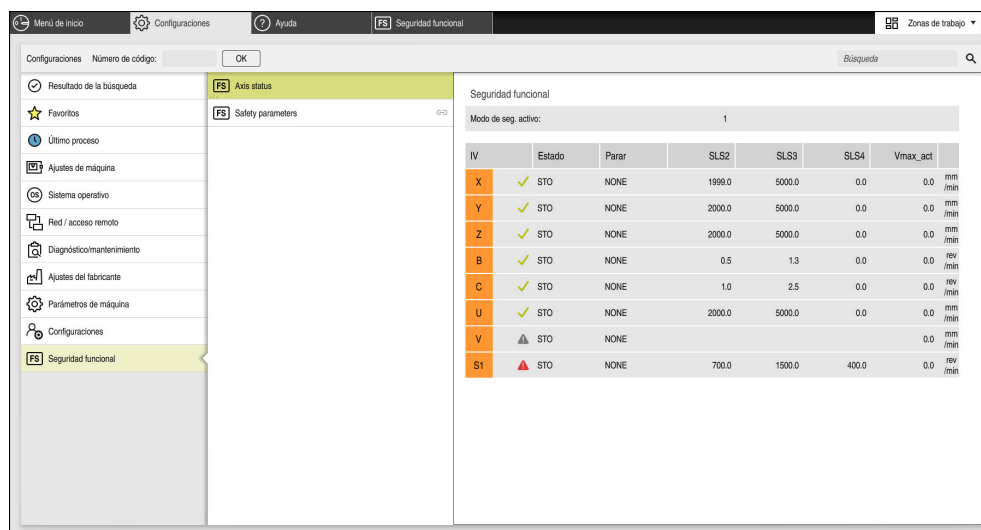 Menú de inicio
Configuraciones
? Ayuda
FS Seguridad funcional
Zonas de trabajo
Configuraciones Número de código: OK
Búsqueda
Resultado de la búsqueda
Favoritos
Último proceso
Ajustes de máquina
OS Sistema operativo
Red / acceso remoto
Diagnóstico/mantenimiento
Ajustes del fabricante
Parámetros de máquina
Configuraciones
FS Seguridad funcional
FS Axis status
FS Safety parameters
Seguridad funcional
Modo de seg. activo: 1
IV Estado Parar SLS2 SLS3 SLS4 Vmax_act
X STO NONE 1999.0 5000.0 0.0 0.0 mm/min
Y STO NONE 2000.0 5000.0 0.0 0.0 mm/min
Z STO NONE 2000.0 5000.0 0.0 0.0 mm/min
B STO NONE 0.5 1.3 0.0 0.0 rev/min
C STO NONE 1.0 2.5 0.0 0.0 rev/min
U STO NONE 2000.0 5000.0 0.0 0.0 mm/min
V STO NONE 0.0 mm/min
S1 STO NONE 700.0 1500.0 400.0 0.0 rev/min